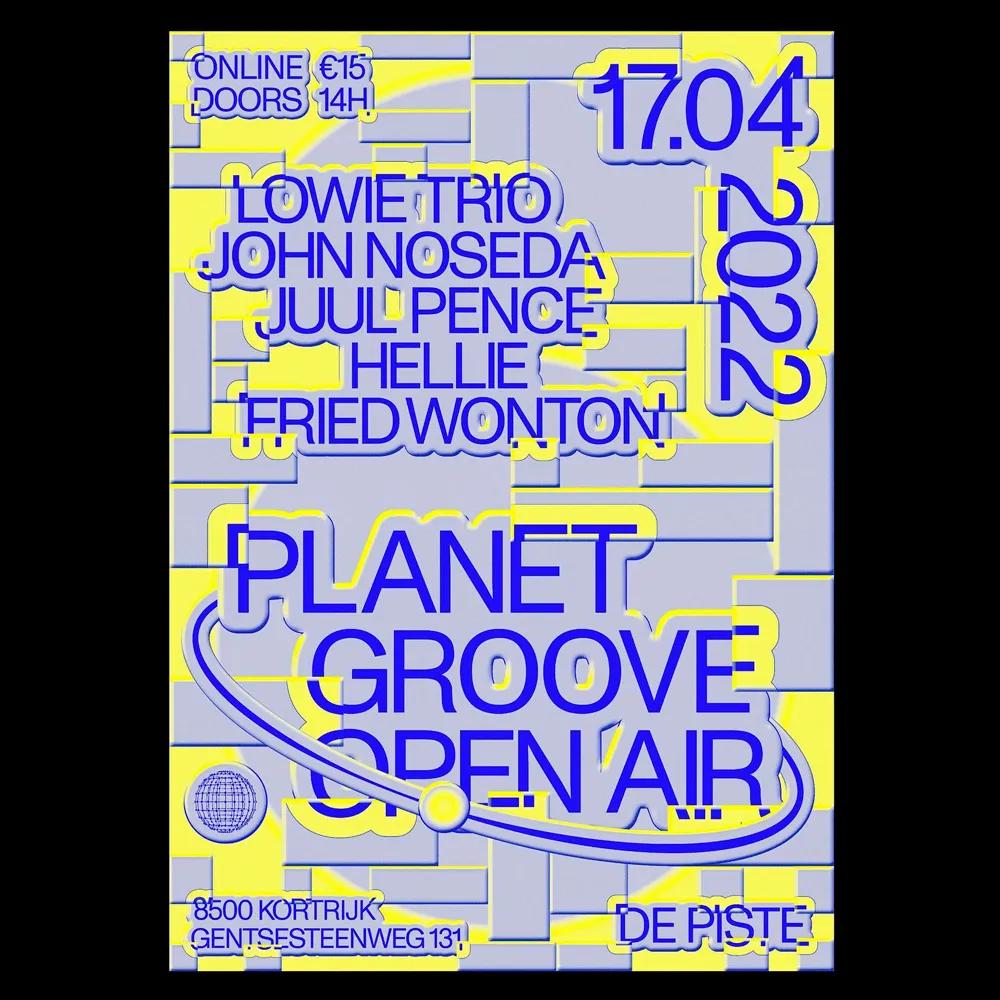 ONLINE €15
DOORS 14H
17.04
2022
LOWIE TRIO
JOHN NOSEDA
JUUL PENCE
HELLIE
FRIED WONTON
PLANET
GROOVE
OPEN AIR
8500 KORTRIJK
GENTSESTEENWEG 131
DE PISTE